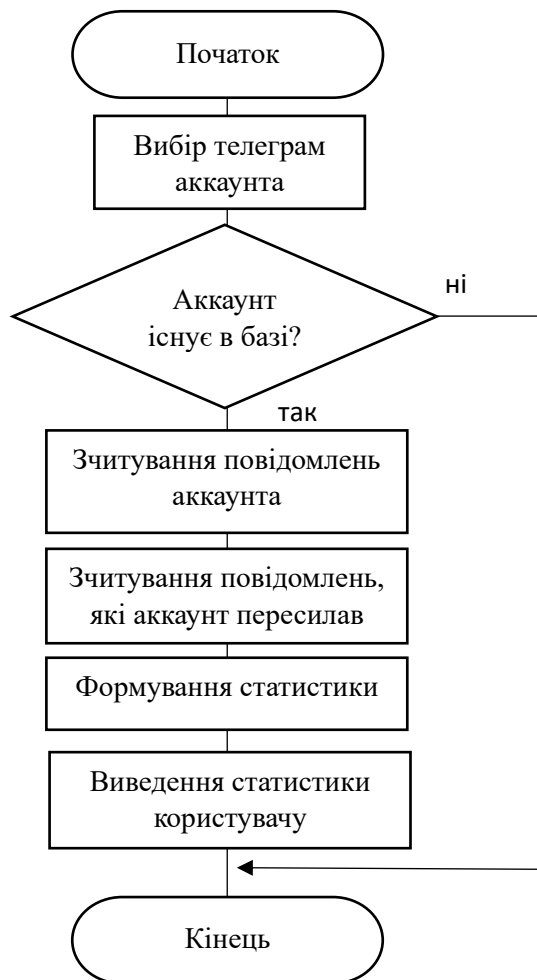 Початок
Вибір телеграм
аккаунта
Аккаунт
існує в базі?
ні
так
Зчитування повідомлень
аккаунта
Зчитування повідомлень,
які аккаунт пересилав
Формування статистики
Виведення статистики
користувачу
Кінець